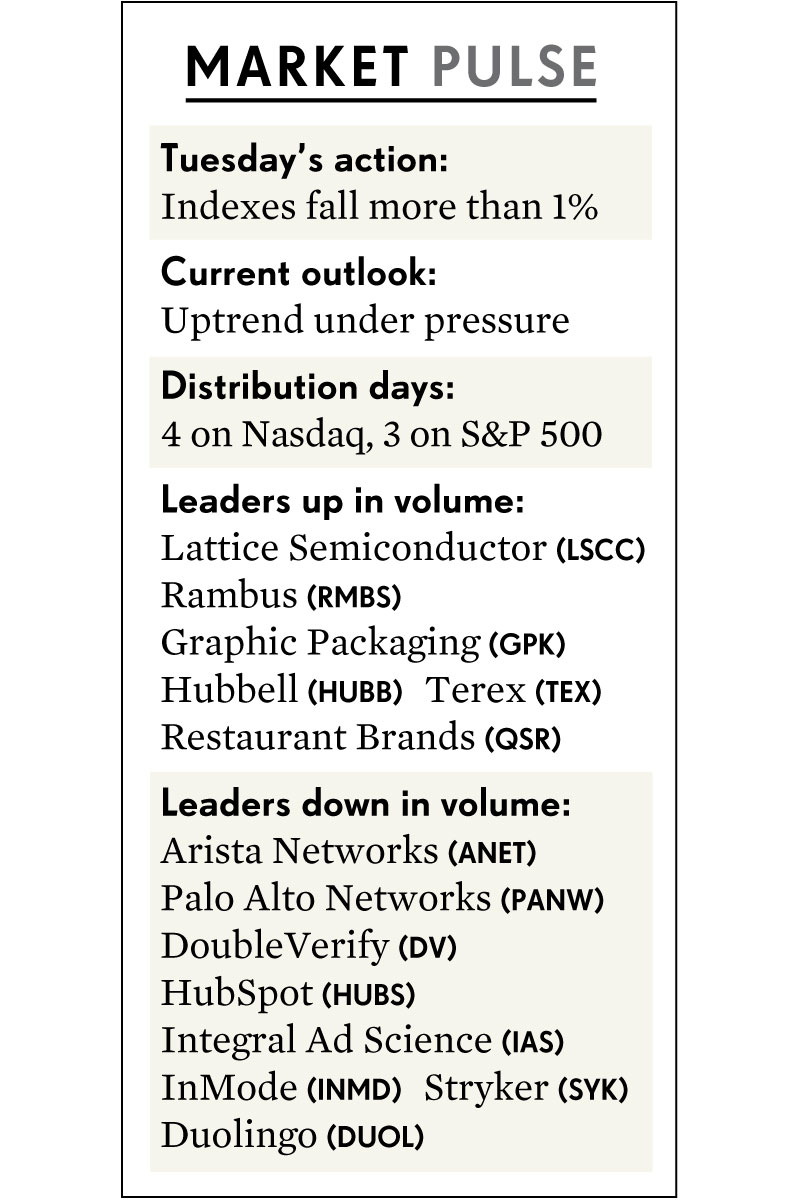 MARKET PULSE
Tuesday’s action:
Indexes fall more than 1%
Current outlook:
Uptrend under pressure
Distribution days:
4 on Nasdaq, 3 on S&P 500
Leaders up in volume:
Lattice Semiconductor (LSCC)
Rambus (RMBS)
Graphic Packaging (GPK)
Hubbell (HUBB) Terex (TEX)
Restaurant Brands (QSR)
Leaders down in volume:
Arista Networks (ANET)
Palo Alto Networks (PANW)
DoubleVerify (DV)
HubSpot (HUBS)
Integral Ad Science (IAS)
InMode (INMD) Stryker (SYK)
Duolingo (DUOL)